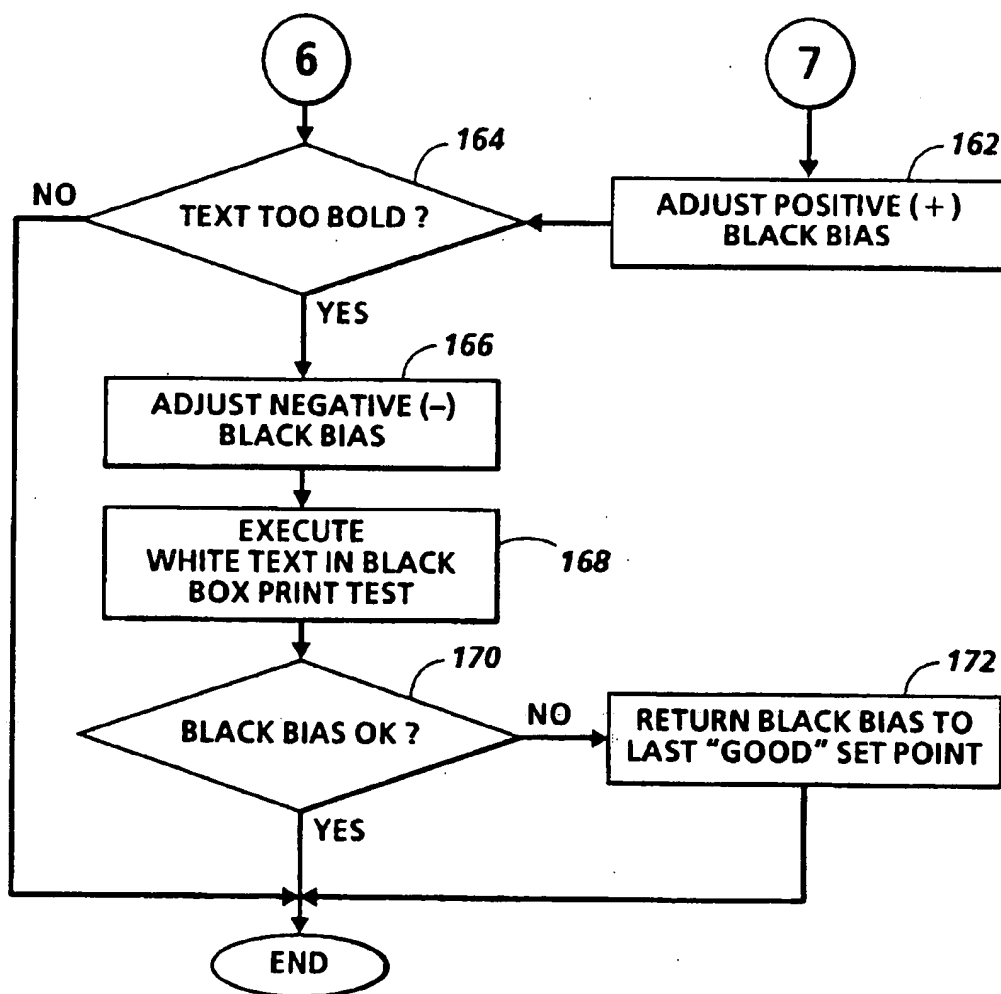 6
7
164
162
NO
TEXT TOO BOLD ?
ADJUST POSITIVE (+)
BLACK BIAS
YES
166
ADJUST NEGATIVE (–)
BLACK BIAS
EXECUTE
WHITE TEXT IN BLACK
BOX PRINT TEST
168
170
172
BLACK BIAS OK ?
NO
RETURN BLACK BIAS TO
LAST "GOOD" SET POINT
YES
END